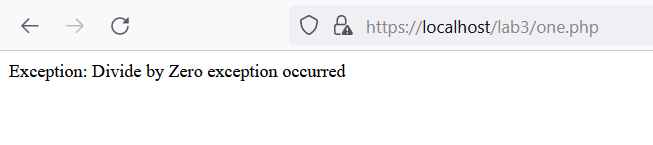 https://localhost/lab3/one.php
Exception: Divide by Zero exception occurred